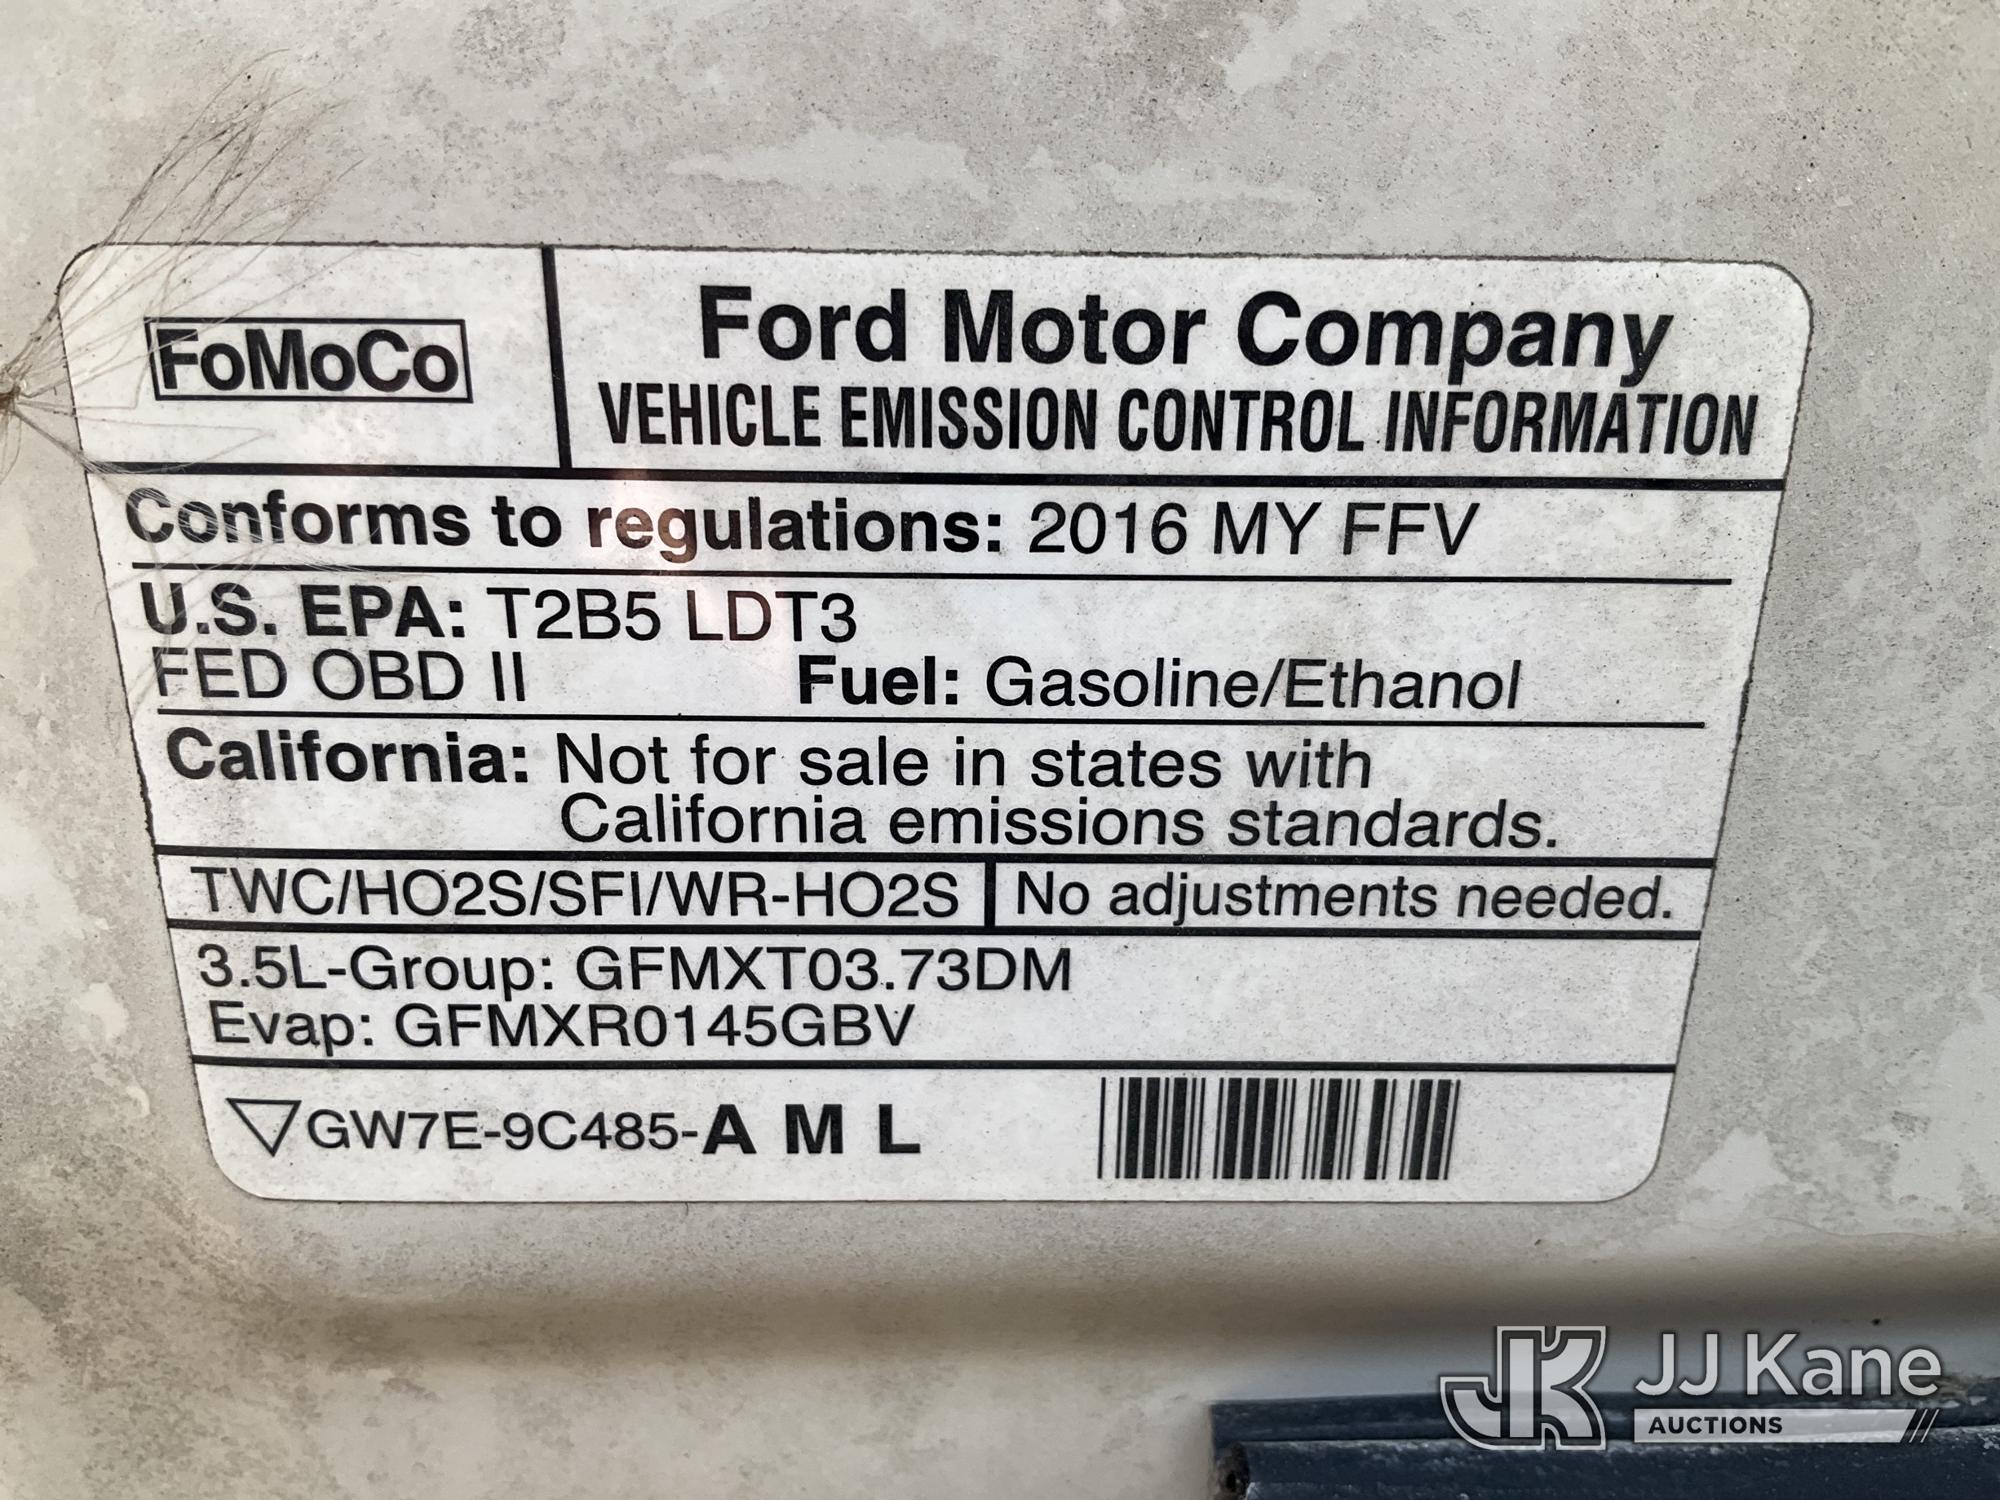 FoMoCo
Ford Motor Company
VEHICLE EMISSION CONTROL INFORMATION
Conforms to regulations: 2016 MY FFV
U.S. EPA: T2B5 LDT3
FED OBD II Fuel: Gasoline/Ethanol
California: Not for sale in states with
California emissions standards.
TWC/HO2S/SFI/WR-HO2S No adjustments needed.
3.5L-Group: GFMXT03.73DM
Evap: GFMXR0145GBV
GW7E-9C485-A M L
JK JJ Kane
AUCTIONS